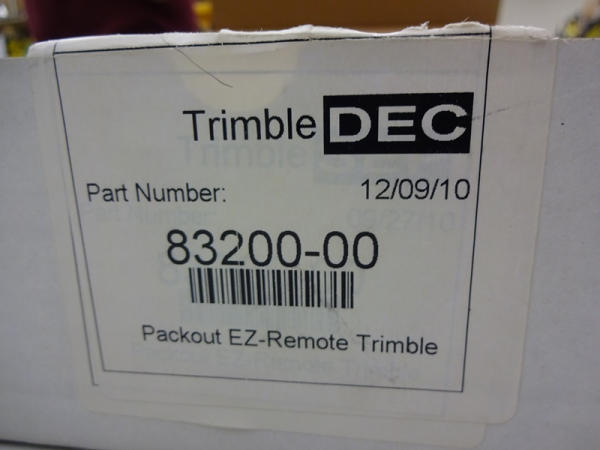 Trimble DEC
Part Number: 12/09/10
83200-00
Packout EZ-Remote Trimble